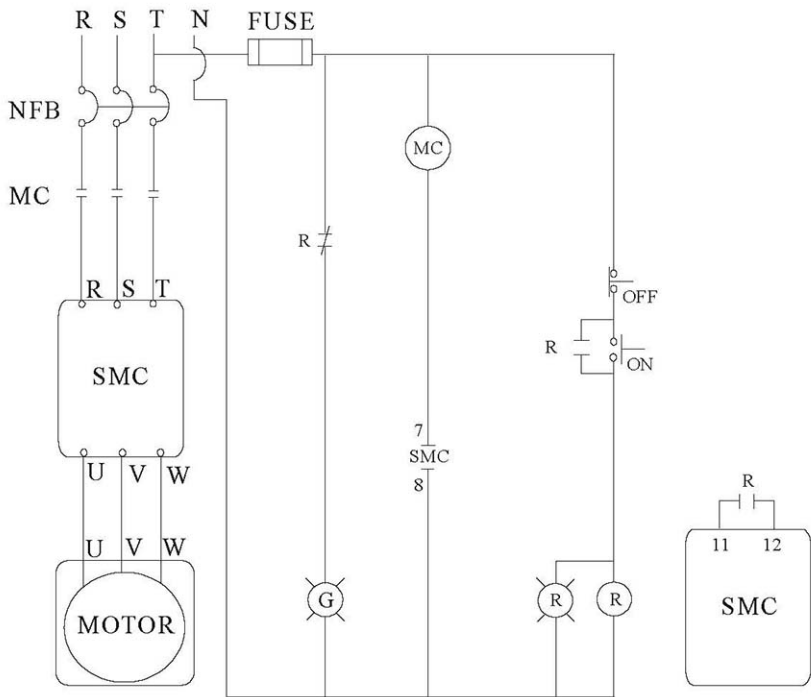 R S T N FUSE
NFB
MC
MC
R
OFF
R
ON
R S T
SMC
7
SMC
8
U V W
R
11 12
SMC
U V W
MOTOR
G
R
R